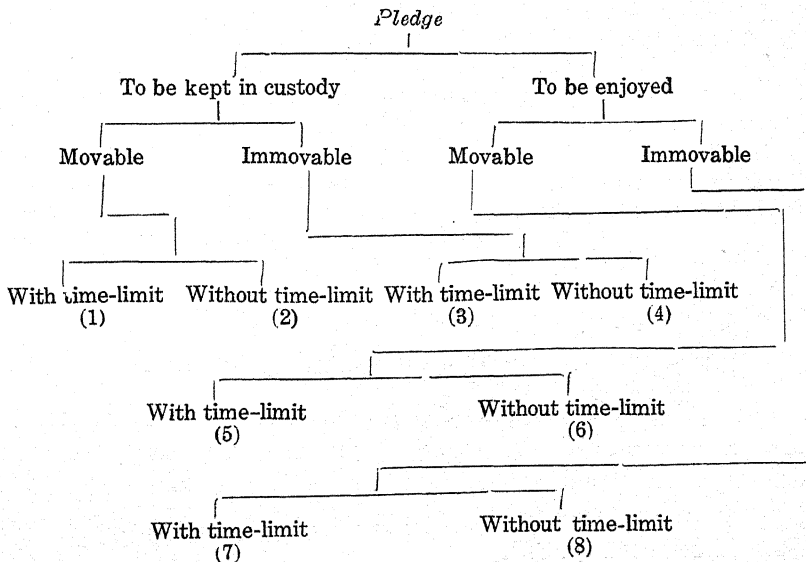 Pledge
To be kept in custody To be enjoyed
Movable Immovable Movable Immovable
With time-limit Without time-limit With time-limit Without time-limit
(1) (2) (3) (4)
With time-limit Without time-limit
(5) (6)
With time-limit Without time-limit
(7) (8)